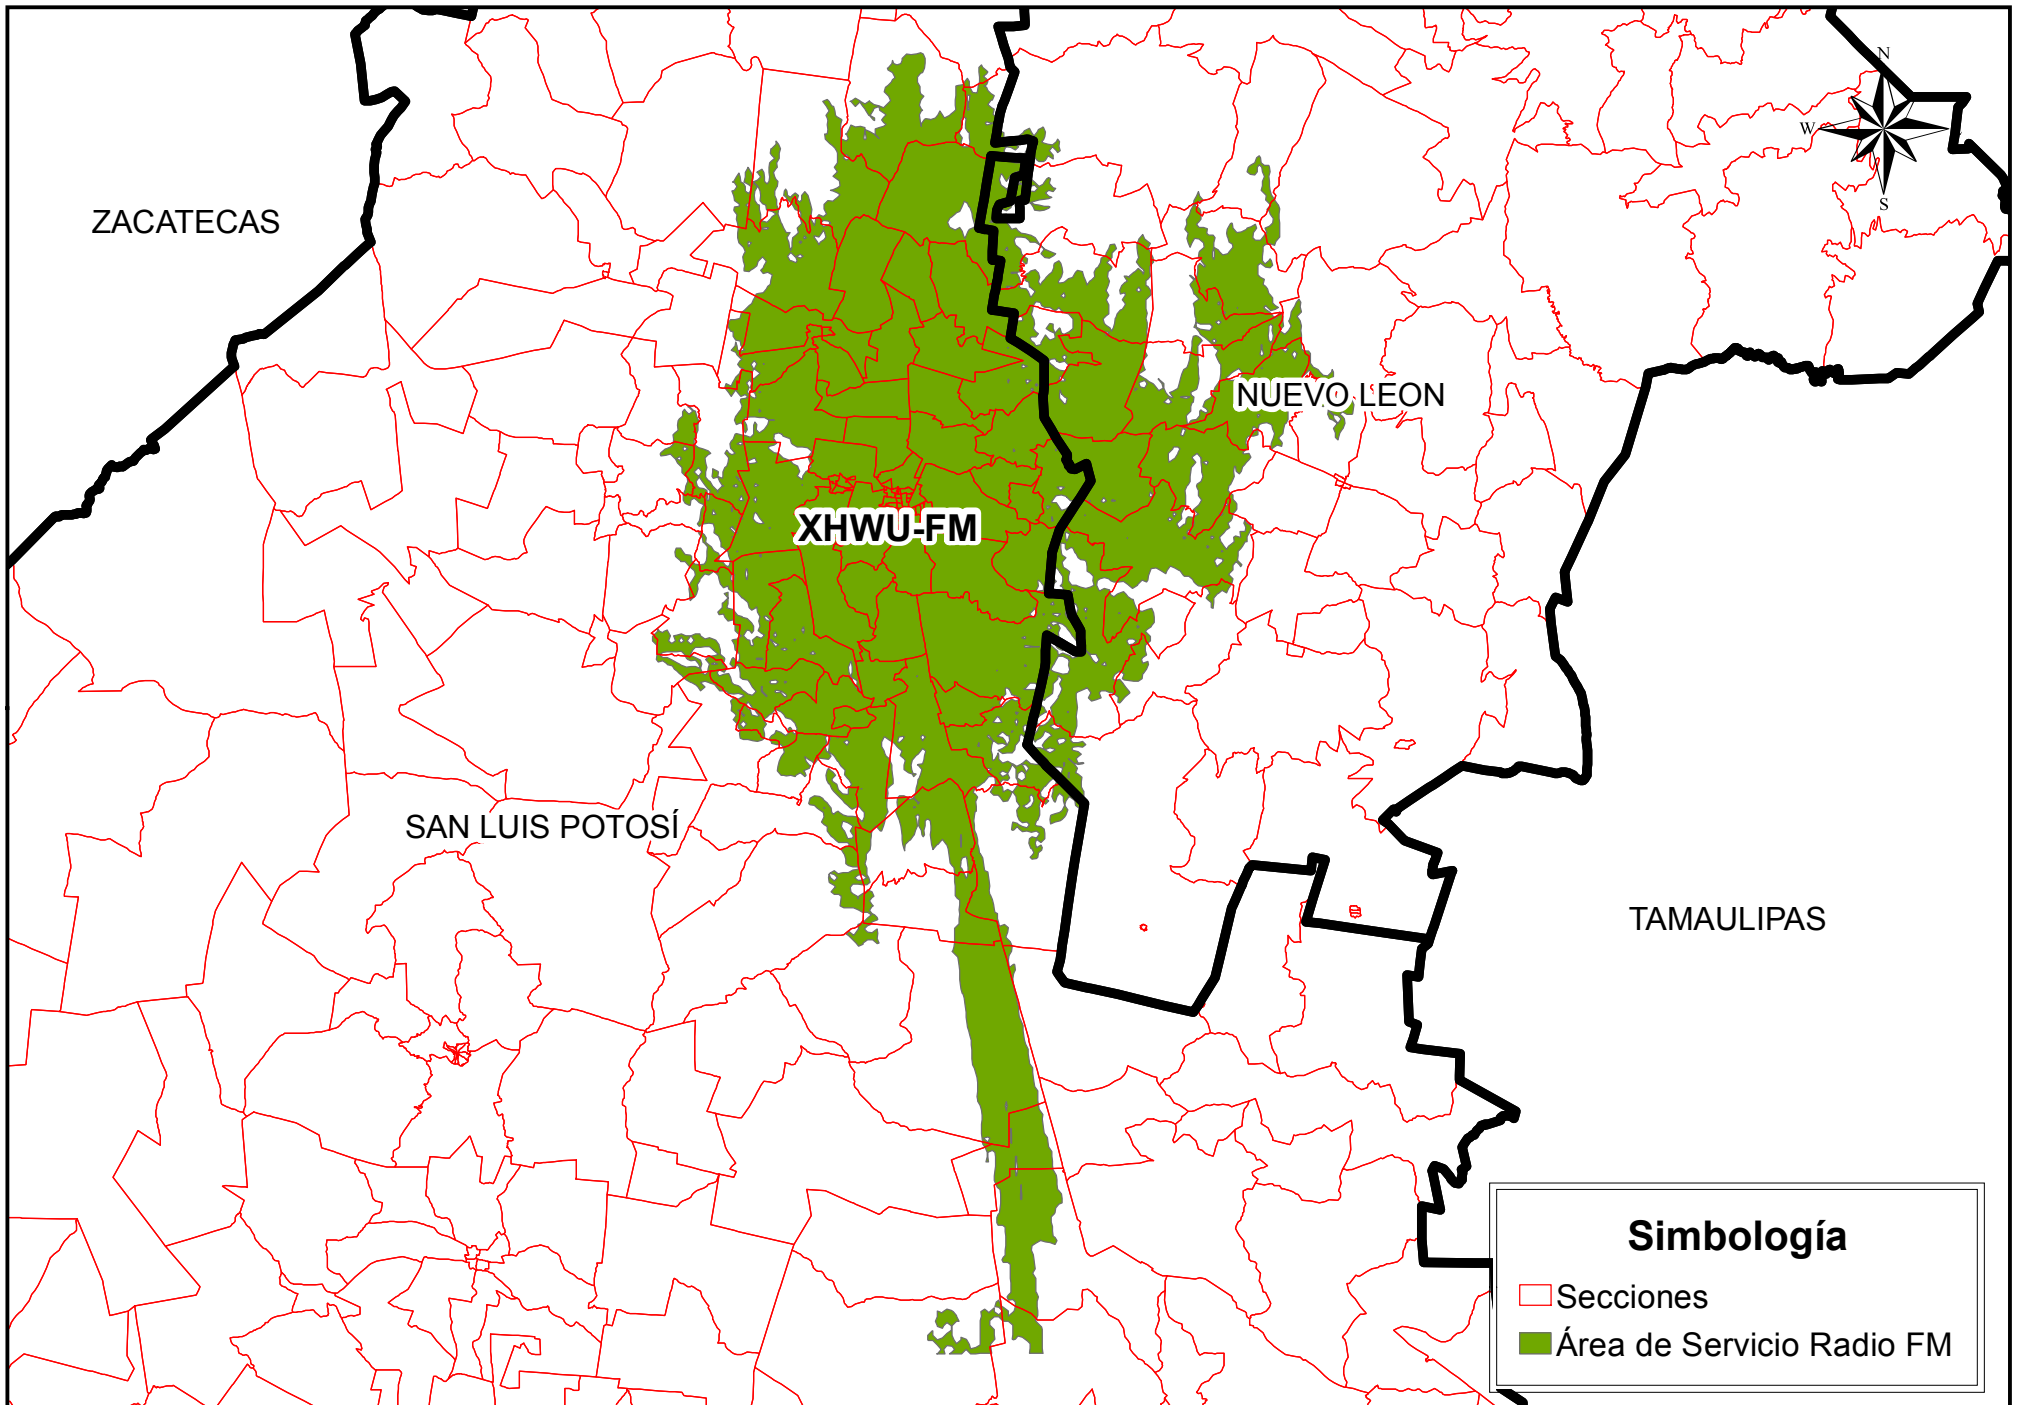 N
W
S
ZACATECAS
NUEVO LEON
XHWU-FM
SAN LUIS POTOSÍ
TAMAULIPAS
Simbología
Secciones
Área de Servicio Radio FM